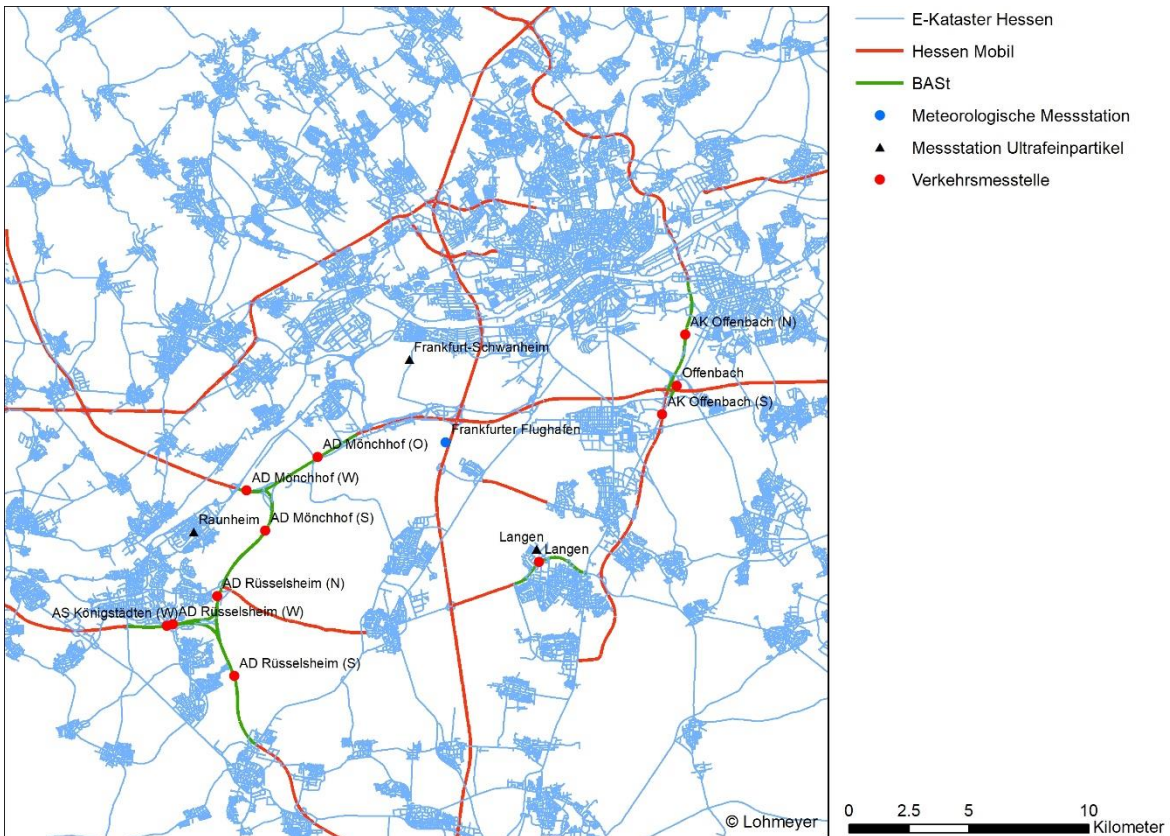 E-Kataster Hessen
Hessen Mobil
BASt
Meteorologische Messstation
Messstation Ultrafeinpartikel
Verkehrsmesstelle
AK Offenbach (N)
Frankfurt-Schwanheim
Offenbach
AK Offenbach (S)
Frankfurter Flughafen
AD Mönchhof (O)
AD Mönchhof (W)
Raunheim
AD Mönchhof (S)
Langen
Langen
AD Rüsselsheim (N)
AS Königstädten (W)
AD Rüsselsheim (W)
AD Rüsselsheim (S)
© Lohmeyer
0 2.5 5 10
Kilometer